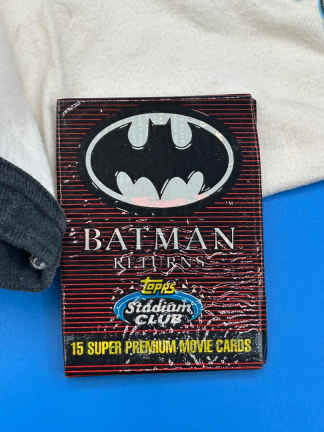 BATMAN
RETURNS
Topps
Stadium
CLUB
15 SUPER PREMIUM MOVIE CARDS